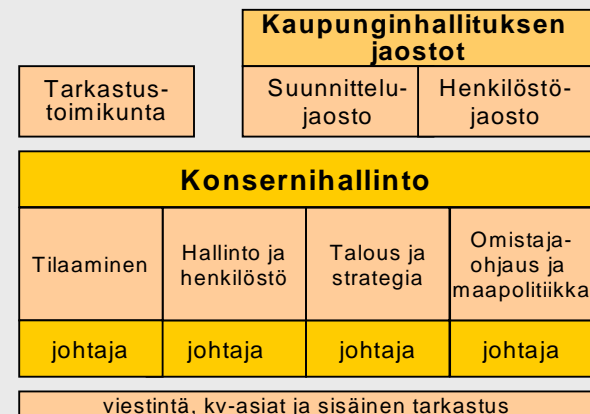 Kaupunginhallituksen
jaostot
Tarkastus-
toimikunta
Suunnittelu-
jaosto
Henkilöstö-
jaosto
Konsernihallinto
Tilaaminen
Hallinto ja
henkilöstö
Talous ja
strategia
Omistaja-
ohjaus ja
maapolitiikka
johtaja
johtaja
johtaja
johtaja
viestintä, kv-asiat ja sisäinen tarkastus